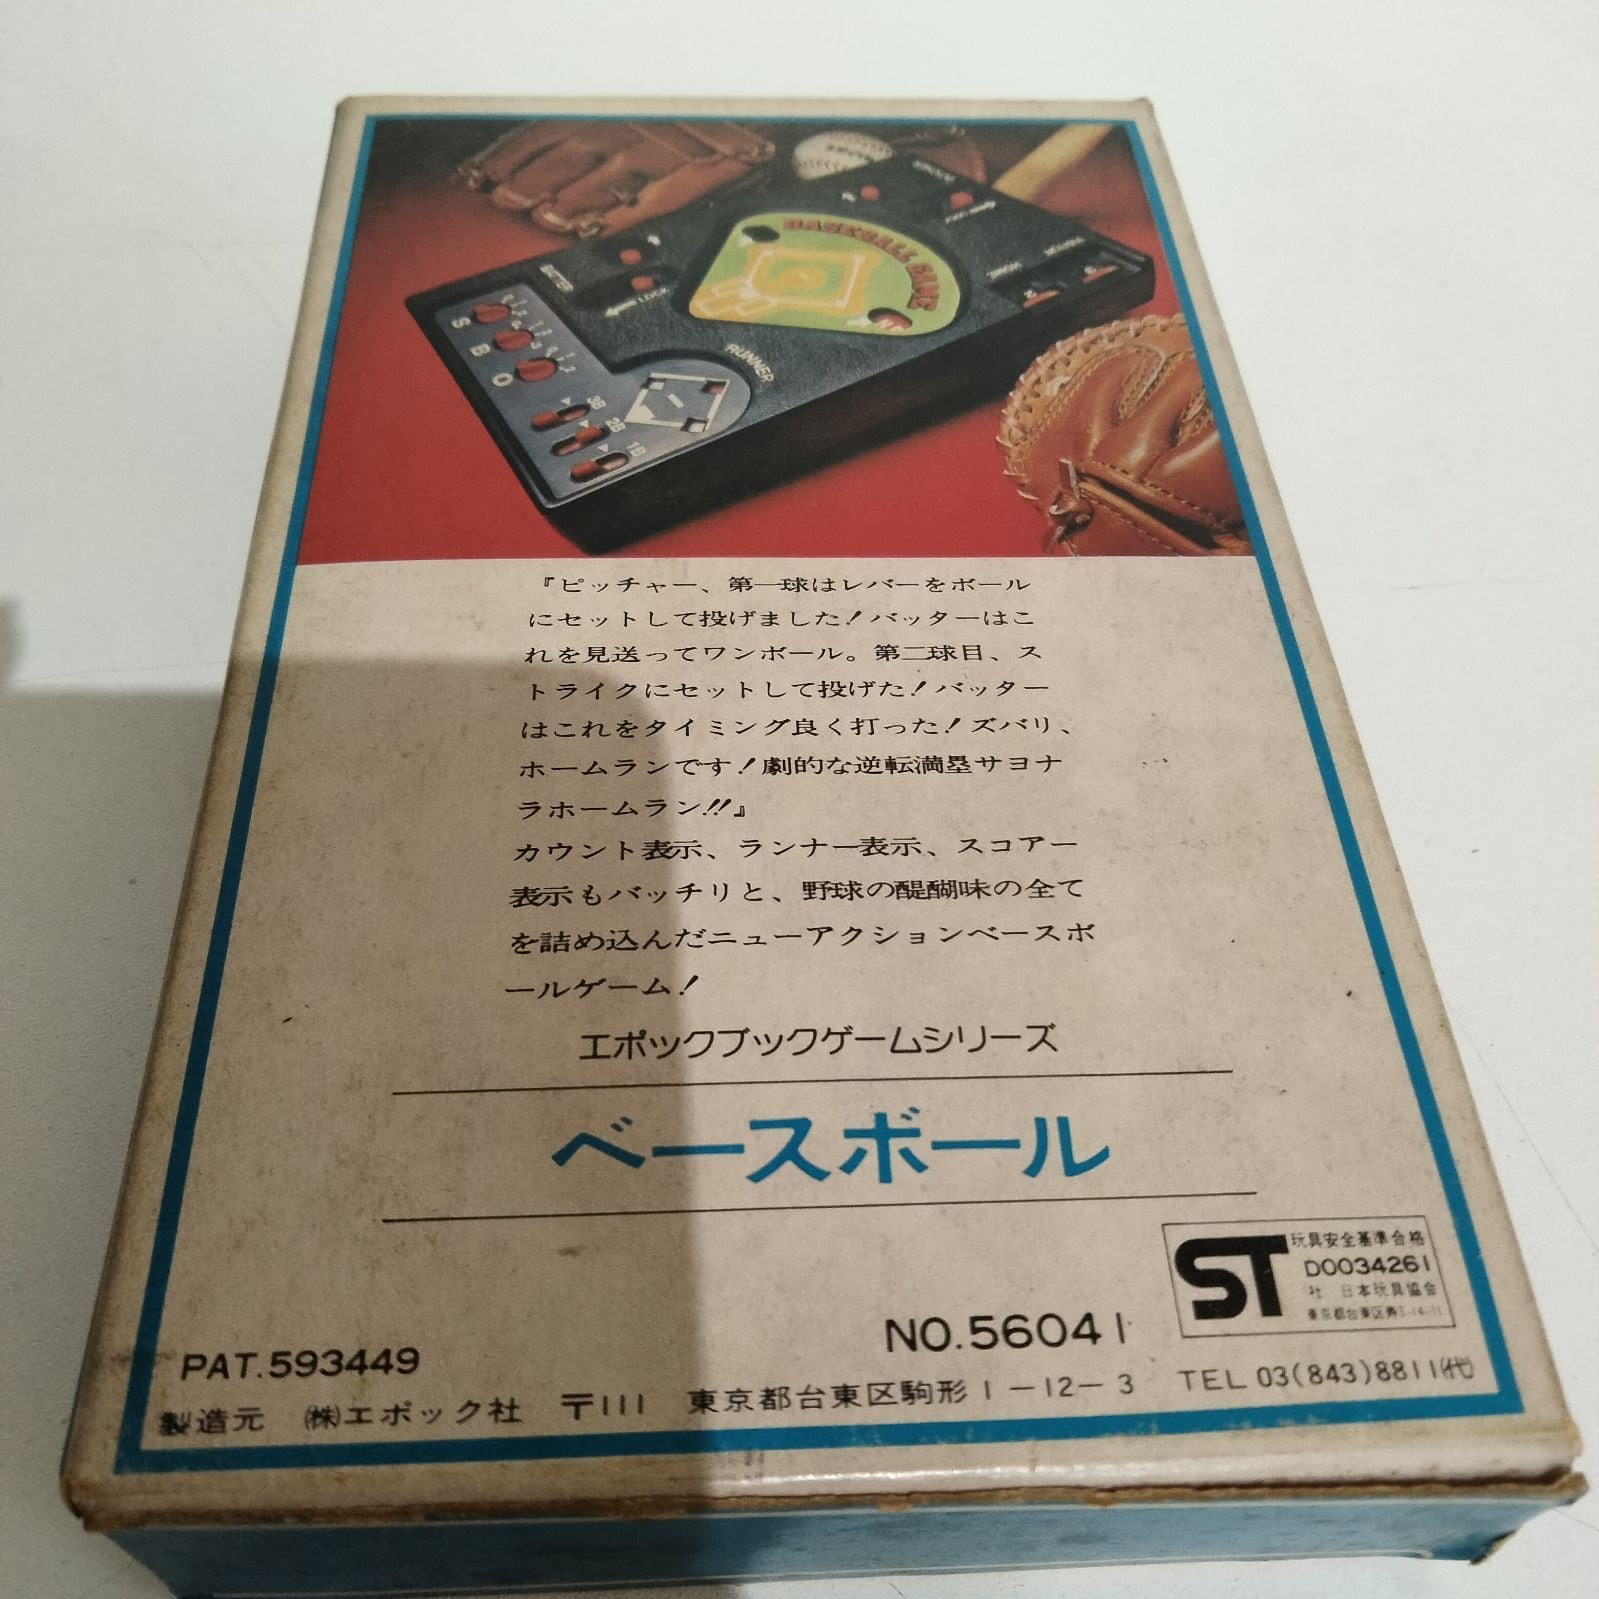 BASEBALL GAME
RUNNER
S
B
O
3B
2B
1B
LOCK
『ピッチャー、第一球はレバーをボール
にセットして投げました！バッターはこ
れを見送ってワンボール。第二球目、ス
トライクにセットして投げた！バッター
はこれをタイミング良く打った！ズバリ、
ホームランです！劇的な逆転満塁サヨナ
ラホームラン!!』
カウント表示、ランナー表示、スコアー
表示もバッチリと、野球の醍醐味の全て
を詰め込んだニューアクションベースボ
ールゲーム！
エポックブックゲームシリーズ
ベースボール
ST
玩具安全基準合格
D0034261
社 日本玩具協会
NO.56041
PAT.593449
製造元 ㈱エポック社 〒111 東京都台東区駒形1-12-3 TEL 03(843)8811㈹